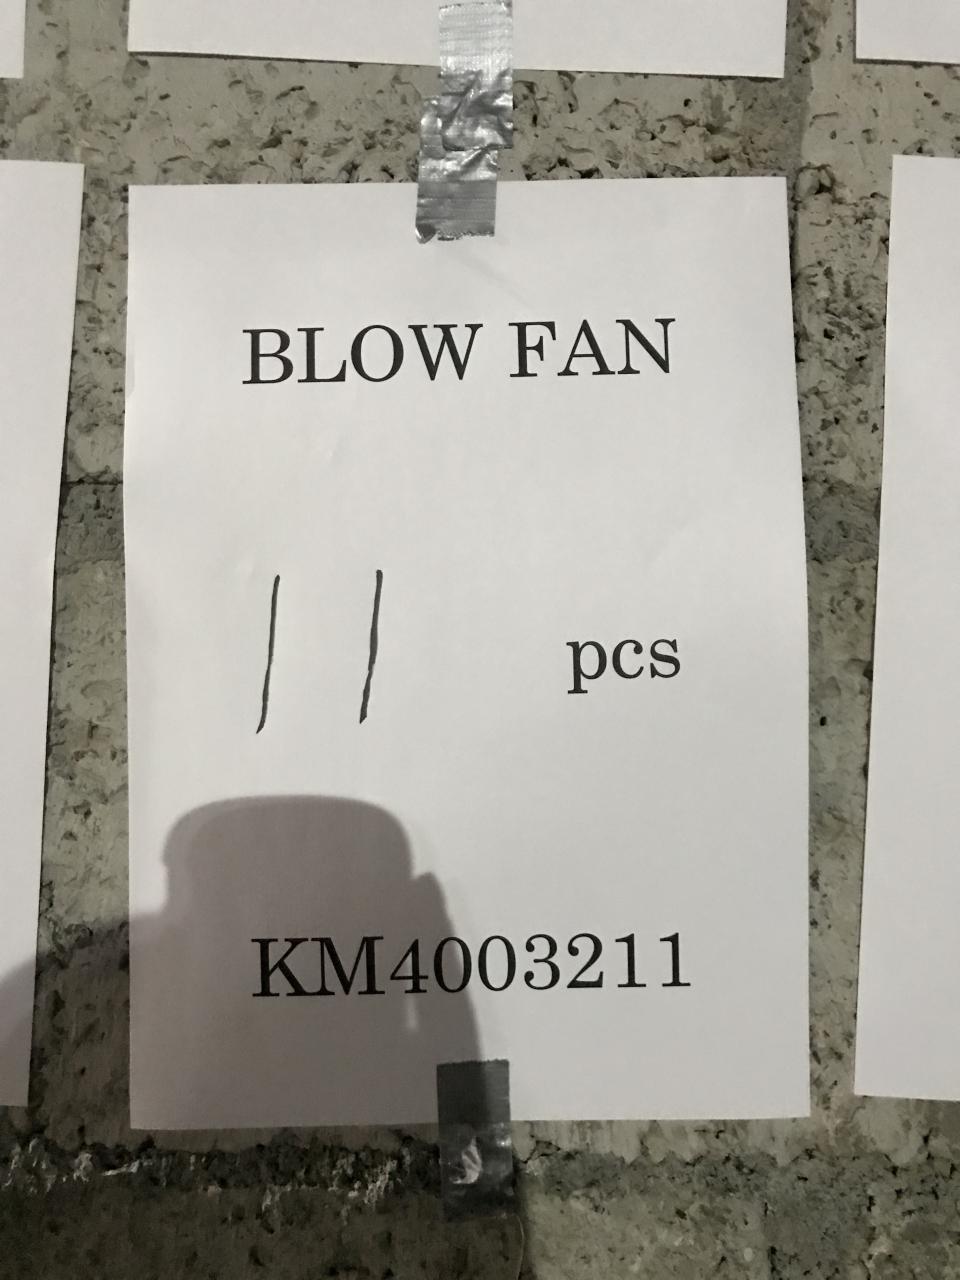 BLOW FAN
11 pcs
KM4003211